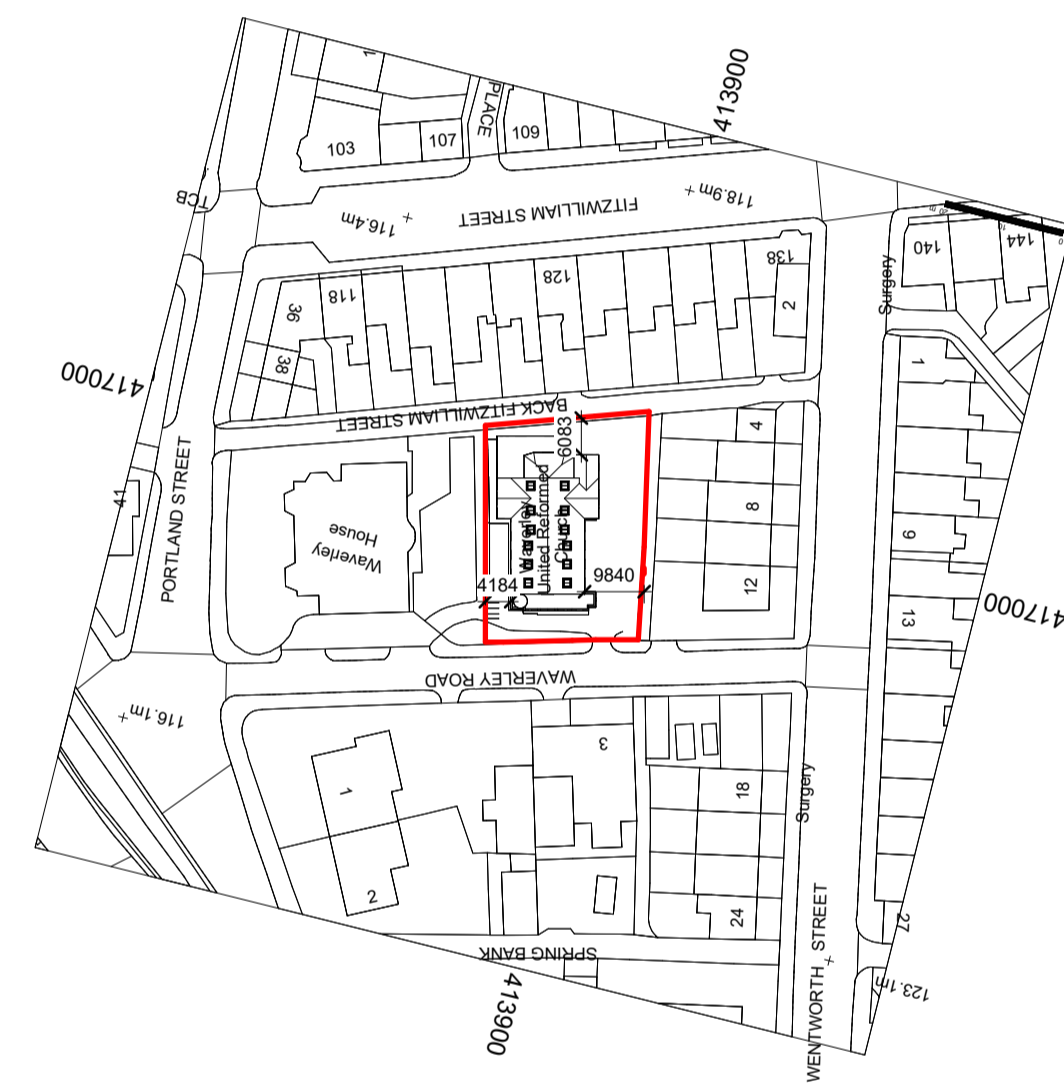 1
413900
PLACE
103
107
109
TCB
116.4m
FITZWILLIAM STREET
118.9m
140
144
Surgery
36
118
128
138
2
38
417000
1
BACK FITZWILLIAM STREET
6083
4
PORTLAND STREET
41
Waverley
House
Waverley
United Reformed
Church
8
9
4184
9840
12
13
417000
WAVERLEY ROAD
116.1m
3
1
18
Surgery
2
24
27
SPRING BANK
WENTWORTH STREET
123.1m
413900